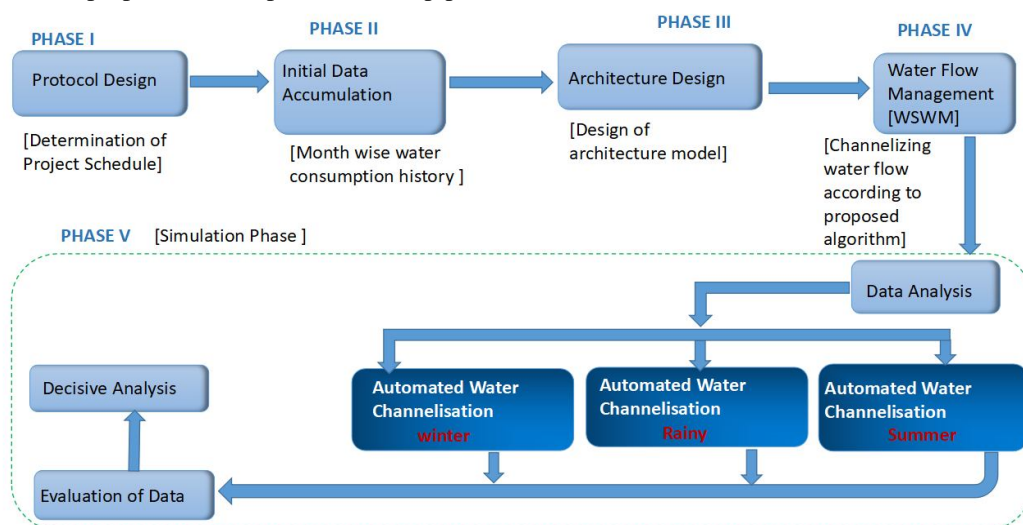 PHASE I
Protocol Design
[Determination of
Project Schedule]
PHASE II
Initial Data
Accumulation
[Month wise water
consumption history ]
PHASE III
Architecture Design
[Design of
architecture model]
PHASE IV
Water Flow
Management
[WSWM]
[Channelizing
water flow
according to
proposed
algorithm]
PHASE V [Simulation Phase ]
Data Analysis
Automated Water
Channelisation
winter
Automated Water
Channelisation
Rainy
Automated Water
Channelisation
Summer
Decisive Analysis
Evaluation of Data